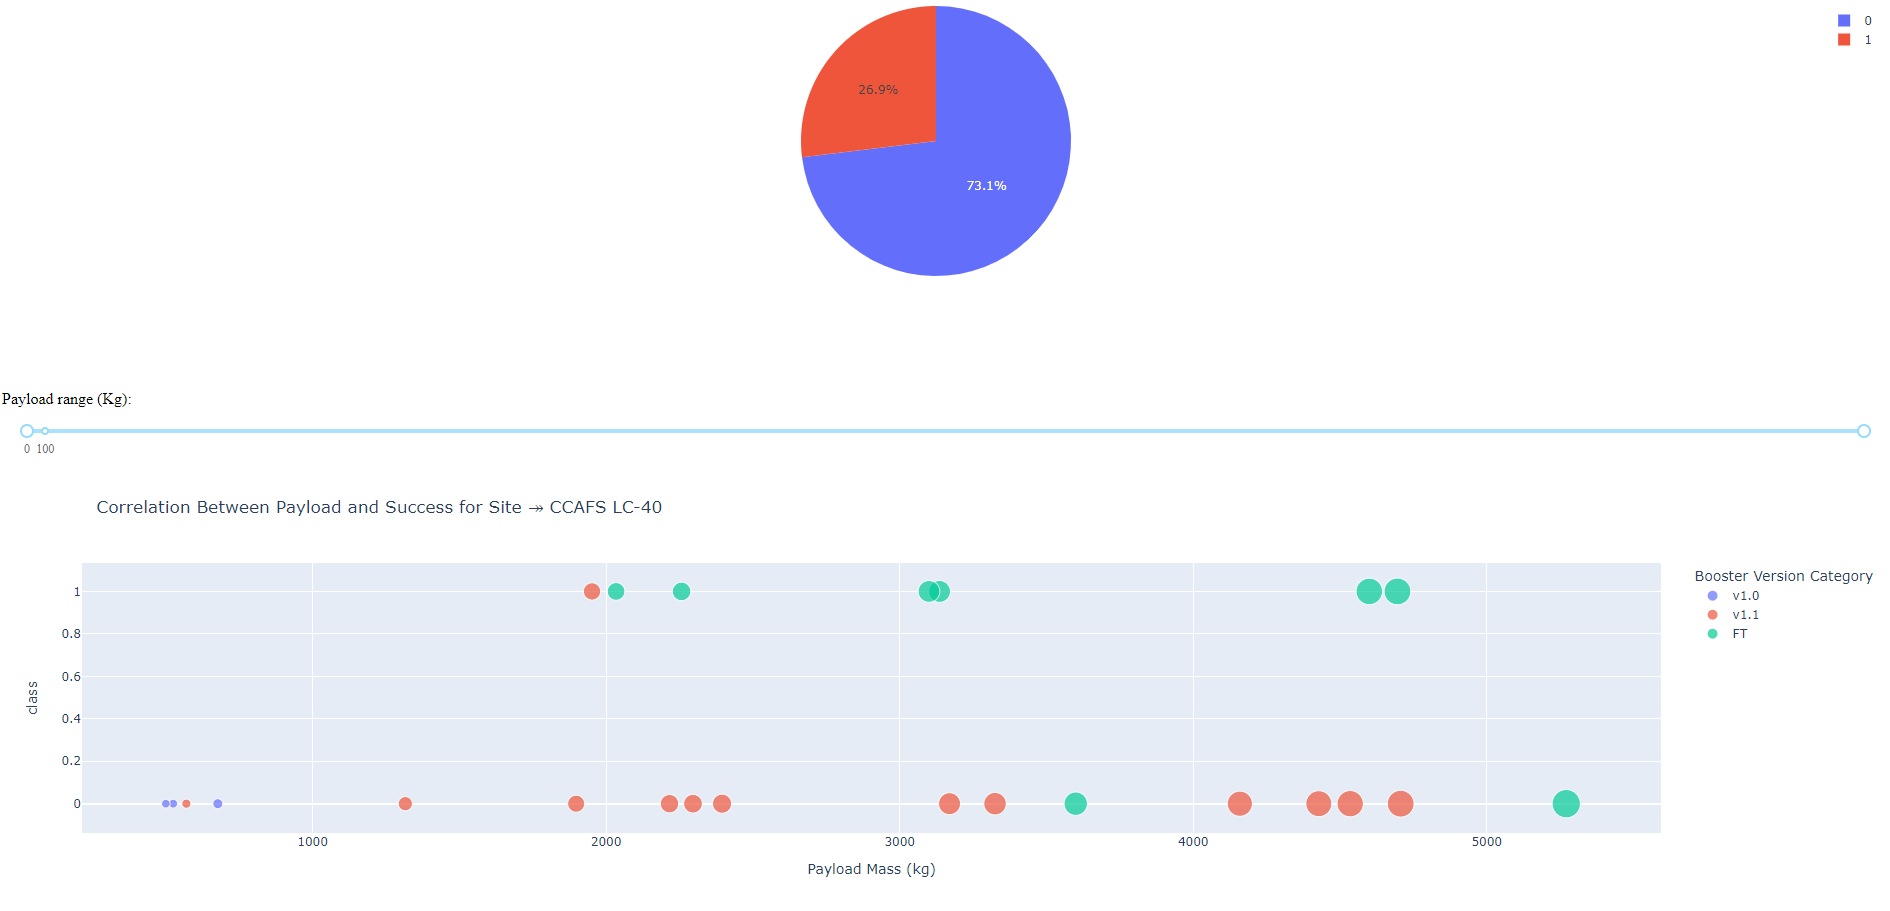 0
1
26.9%
73.1%
Payload range (Kg):
0 100
Correlation Between Payload and Success for Site ↠ CCAFS LC-40
Booster Version Category
v1.0
v1.1
FT
1
0.8
0.6
0.4
0.2
0
class
1000 2000 3000 4000 5000
Payload Mass (kg)